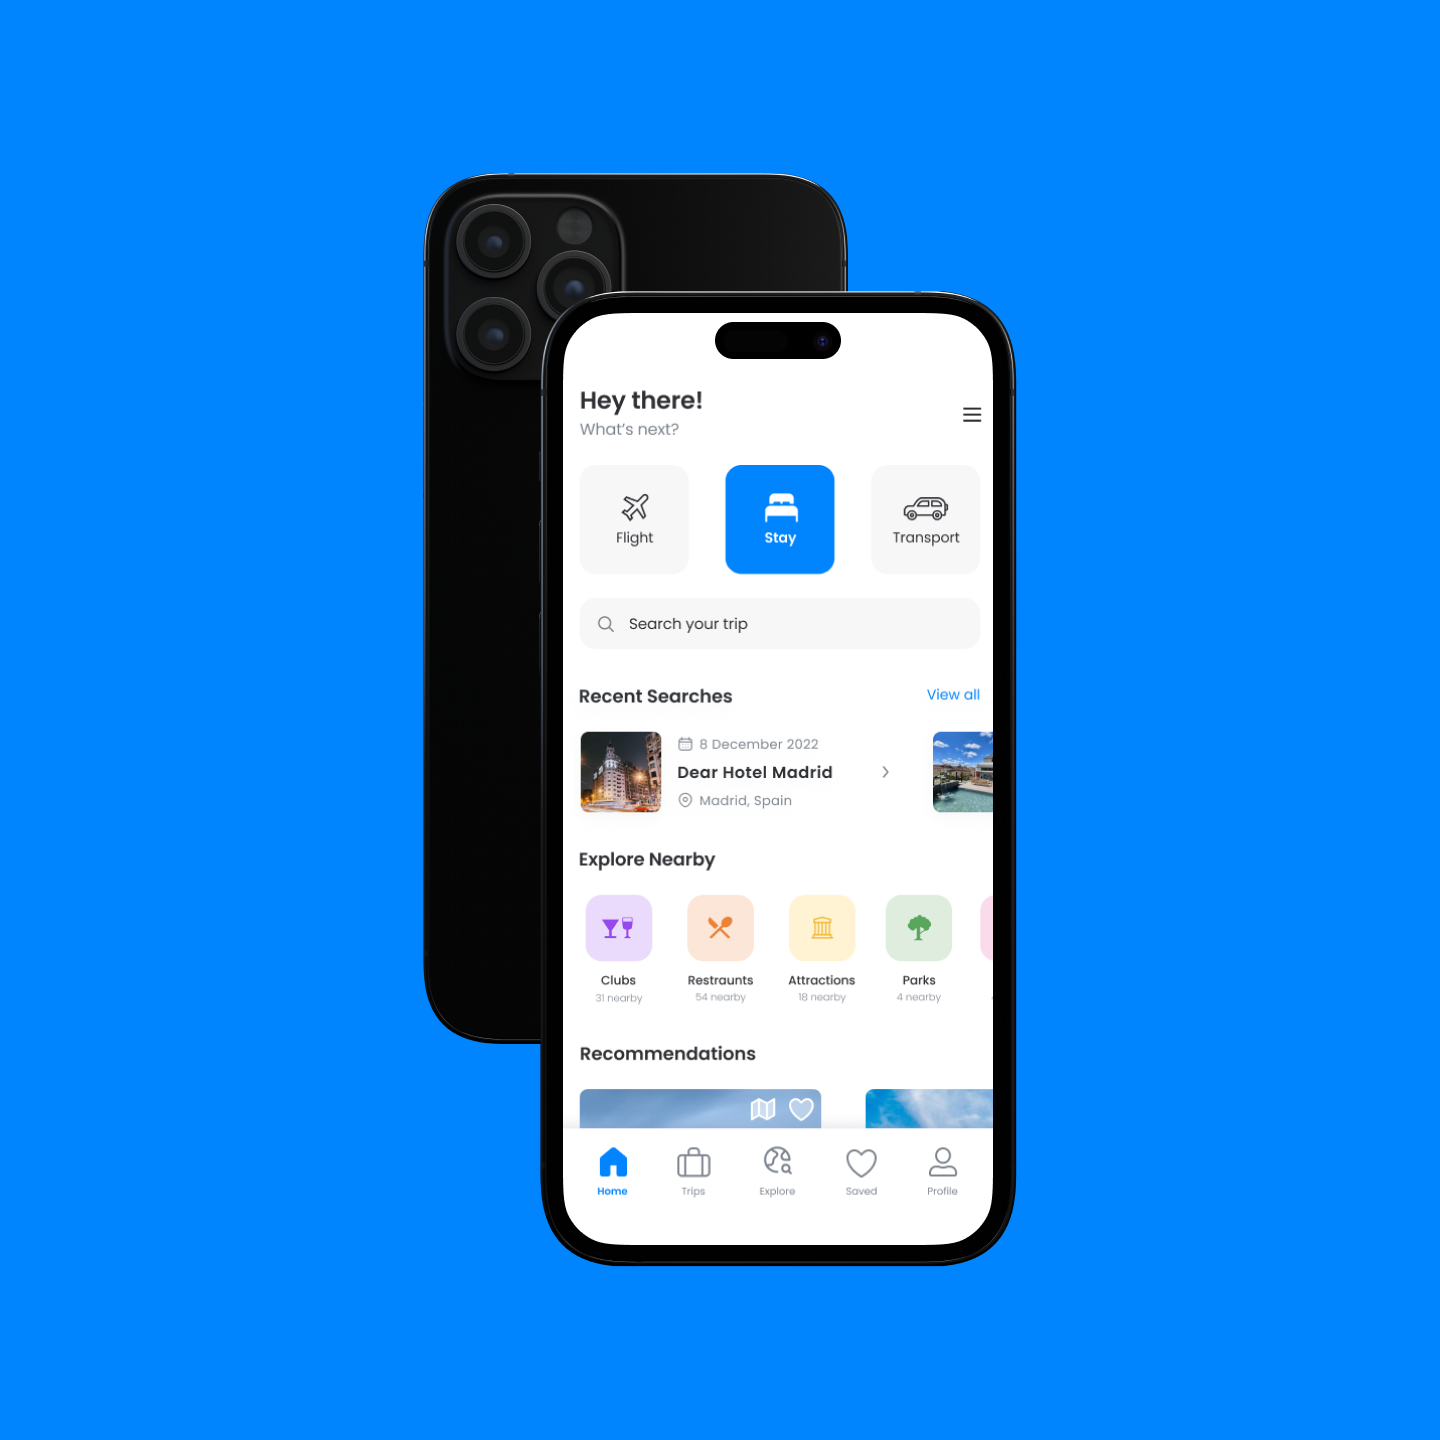 Hey there!
What's next?
Flight
Stay
Transport
Search your trip
Recent Searches
View all
8 December 2022
Dear Hotel Madrid
Madrid, Spain
Explore Nearby
Clubs
31 nearby
Restraunts
54 nearby
Attractions
18 nearby
Parks
4 nearby
Recommendations
Home
Trips
Explore
Saved
Profile